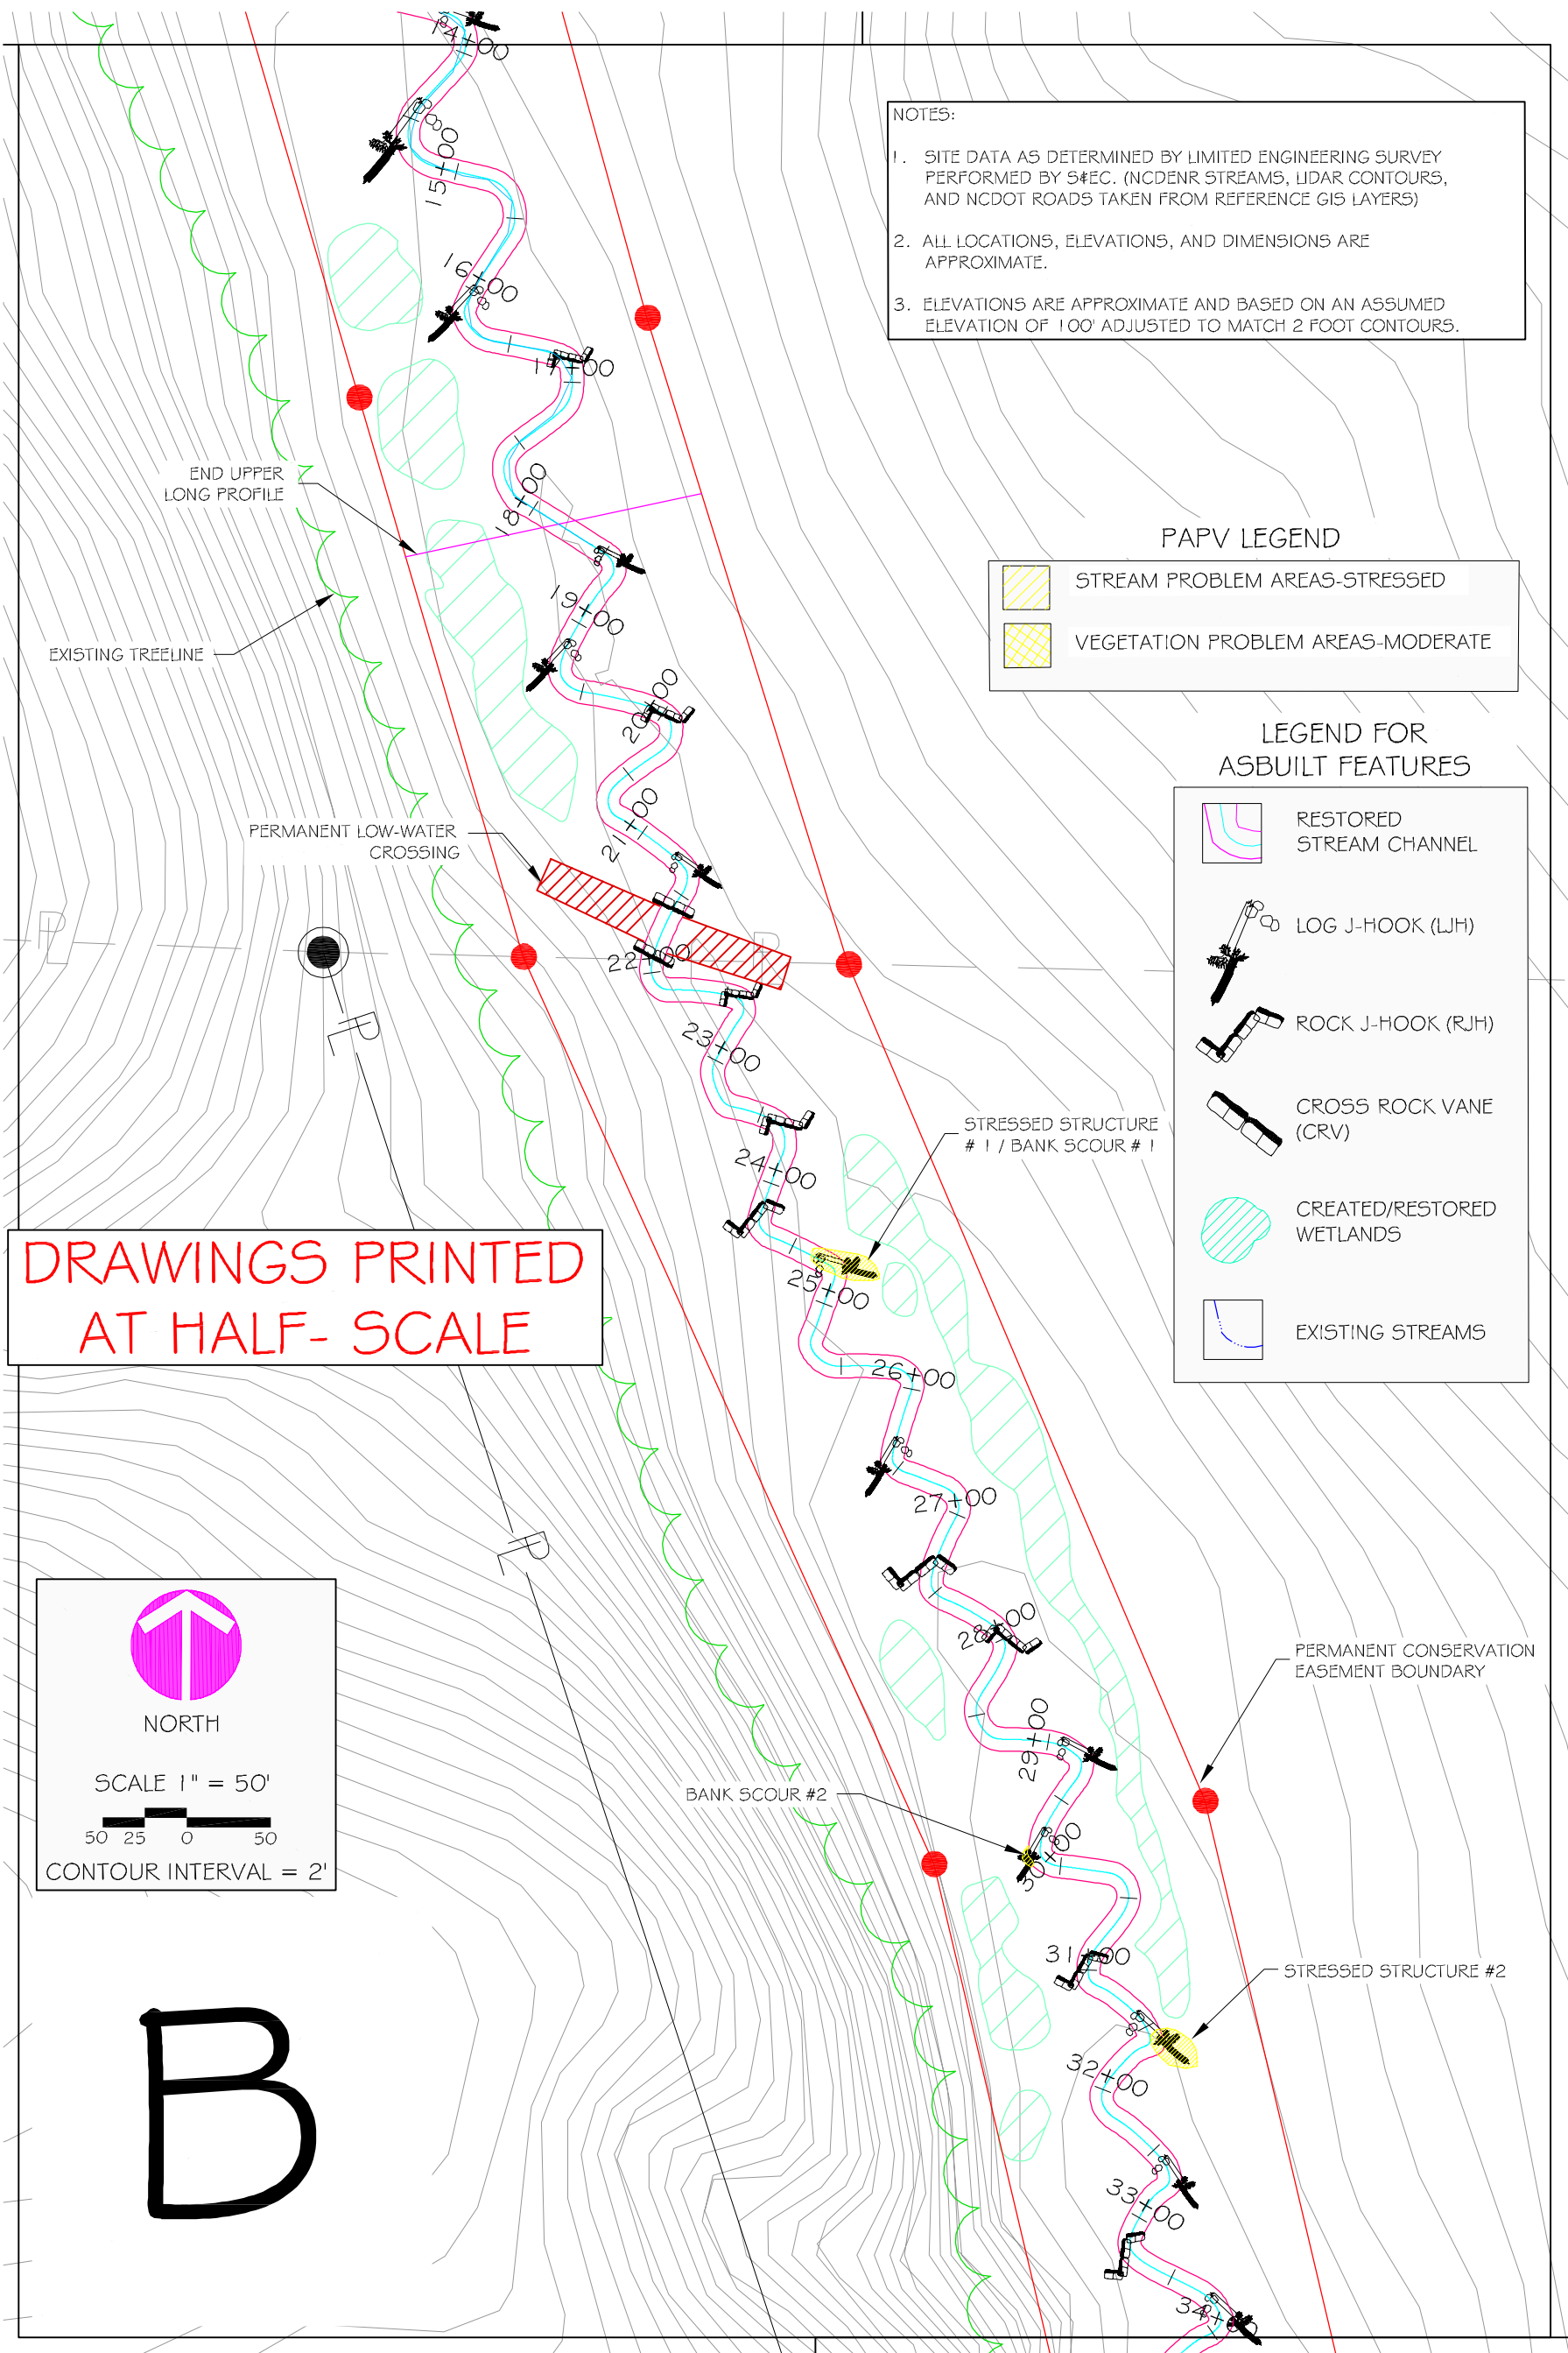 14+00
NOTES:
1. SITE DATA AS DETERMINED BY LIMITED ENGINEERING SURVEY
PERFORMED BY S&EC. (NCDENR STREAMS, LIDAR CONTOURS,
AND NCDOT ROADS TAKEN FROM REFERENCE GIS LAYERS)
2. ALL LOCATIONS, ELEVATIONS, AND DIMENSIONS ARE
APPROXIMATE.
3. ELEVATIONS ARE APPROXIMATE AND BASED ON AN ASSUMED
ELEVATION OF 100' ADJUSTED TO MATCH 2 FOOT CONTOURS.
15+00
16+00
17+00
END UPPER
LONG PROFILE
18+00
PAPV LEGEND
STREAM PROBLEM AREAS-STRESSED
VEGETATION PROBLEM AREAS-MODERATE
19+00
EXISTING TREELINE
20+00
LEGEND FOR
ASBUILT FEATURES
RESTORED
STREAM CHANNEL
LOG J-HOOK (LJH)
ROCK J-HOOK (RJH)
CROSS ROCK VANE
(CRV)
CREATED/RESTORED
WETLANDS
EXISTING STREAMS
21+00
PERMANENT LOW-WATER
CROSSING
PL
22+00
PL
23+00
STRESSED STRUCTURE
# 1 / BANK SCOUR # 1
24+00
DRAWINGS PRINTED
AT HALF- SCALE
25+00
26+00
27+00
PL
28+00
NORTH
SCALE 1" = 50'
50 25 0 50
CONTOUR INTERVAL = 2'
PERMANENT CONSERVATION
EASEMENT BOUNDARY
29+00
BANK SCOUR #2
30+00
31+00
STRESSED STRUCTURE #2
32+00
B
33+00
34+00